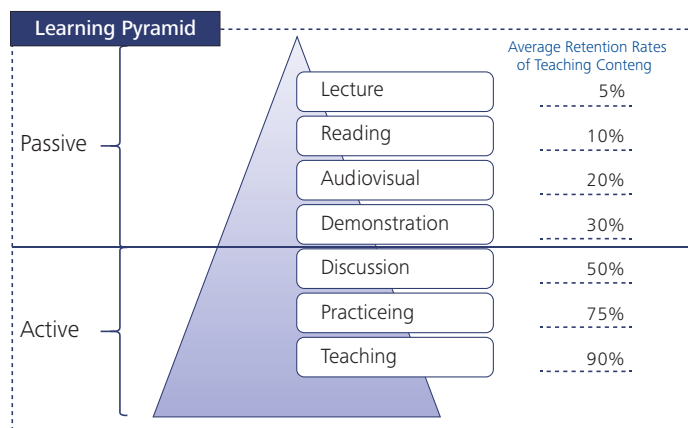 Learning Pyramid
Average Retention Rates
of Teaching Conteng
Lecture 5%
Reading 10%
Passive
Audiovisual 20%
Demonstration 30%
Discussion 50%
Practiceing 75%
Active
Teaching 90%